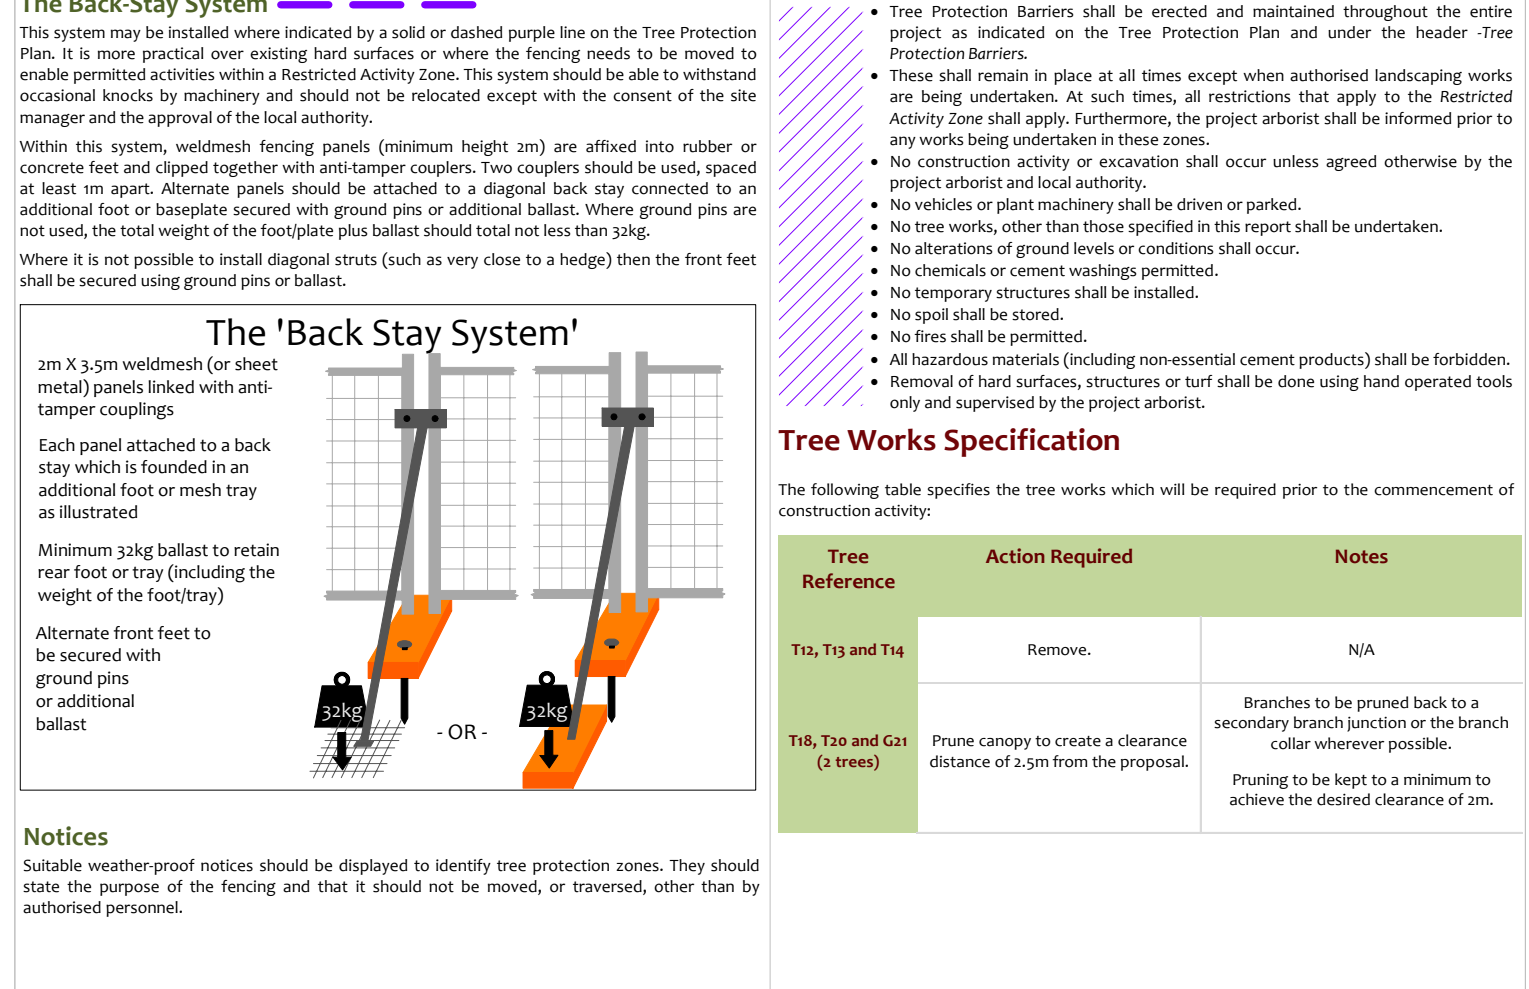 The Back-Stay System
This system may be installed where indicated by a solid or dashed purple line on the Tree Protection
Plan. It is more practical over existing hard surfaces or where the fencing needs to be moved to
enable permitted activities within a Restricted Activity Zone. This system should be able to withstand
occasional knocks by machinery and should not be relocated except with the consent of the site
manager and the approval of the local authority.
Within this system, weldmesh fencing panels (minimum height 2m) are affixed into rubber or
concrete feet and clipped together with anti-tamper couplers. Two couplers should be used, spaced
at least 1m apart. Alternate panels should be attached to a diagonal back stay connected to an
additional foot or baseplate secured with ground pins or additional ballast. Where ground pins are
not used, the total weight of the foot/plate plus ballast should total not less than 32kg.
Where it is not possible to install diagonal struts (such as very close to a hedge) then the front feet
shall be secured using ground pins or ballast.
The 'Back Stay System'
2m X 3.5m weldmesh (or sheet
metal) panels linked with anti-
tamper couplings
Each panel attached to a back
stay which is founded in an
additional foot or mesh tray
as illustrated
Minimum 32kg ballast to retain
rear foot or tray (including the
weight of the foot/tray)
Alternate front feet to
be secured with
ground pins
or additional
ballast
32kg
- OR -
32kg
Notices
Suitable weather-proof notices should be displayed to identify tree protection zones. They should
state the purpose of the fencing and that it should not be moved, or traversed, other than by
authorised personnel.
• Tree Protection Barriers shall be erected and maintained throughout the entire
project as indicated on the Tree Protection Plan and under the header -Tree
Protection Barriers.
• These shall remain in place at all times except when authorised landscaping works
are being undertaken. At such times, all restrictions that apply to the Restricted
Activity Zone shall apply. Furthermore, the project arborist shall be informed prior to
any works being undertaken in these zones.
• No construction activity or excavation shall occur unless agreed otherwise by the
project arborist and local authority.
• No vehicles or plant machinery shall be driven or parked.
• No tree works, other than those specified in this report shall be undertaken.
• No alterations of ground levels or conditions shall occur.
• No chemicals or cement washings permitted.
• No temporary structures shall be installed.
• No spoil shall be stored.
• No fires shall be permitted.
• All hazardous materials (including non-essential cement products) shall be forbidden.
• Removal of hard surfaces, structures or turf shall be done using hand operated tools
only and supervised by the project arborist.
Tree Works Specification
The following table specifies the tree works which will be required prior to the commencement of
construction activity:
Tree
Reference
Action Required
Notes
T12, T13 and T14
Remove.
N/A
T18, T20 and G21
(2 trees)
Prune canopy to create a clearance
distance of 2.5m from the proposal.
Branches to be pruned back to a
secondary branch junction or the branch
collar wherever possible.
Pruning to be kept to a minimum to
achieve the desired clearance of 2m.